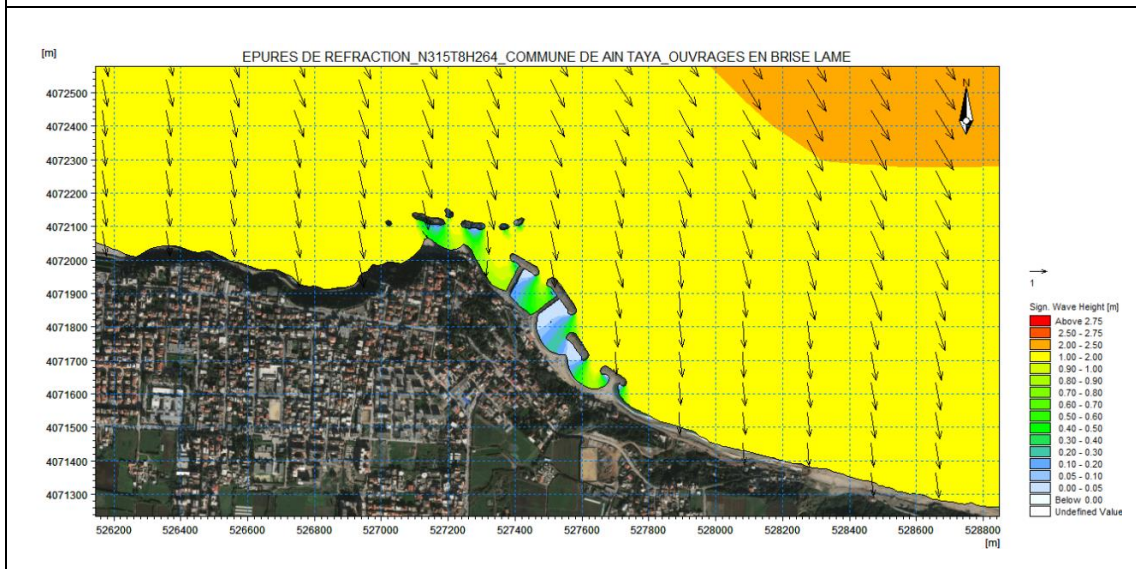 [m]
EPURES DE REFRACTION_N315T8H264_COMMUNE DE AIN TAYA_OUVRAGES EN BRISE LAME
N
4072500
4072400
4072300
4072200
4072100
4072000
4071900
4071800
4071700
4071600
4071500
4071400
4071300
526200 526400 526600 526800 527000 527200 527400 527600 527800 528000 528200 528400 528600 528800
[m]
1
Sign. Wave Height [m]
Above 2.75
2.50 - 2.75
2.00 - 2.50
1.00 - 2.00
0.90 - 1.00
0.80 - 0.90
0.70 - 0.80
0.60 - 0.70
0.50 - 0.60
0.40 - 0.50
0.30 - 0.40
0.20 - 0.30
0.10 - 0.20
0.05 - 0.10
0.00 - 0.05
Below 0.00
Undefined Value